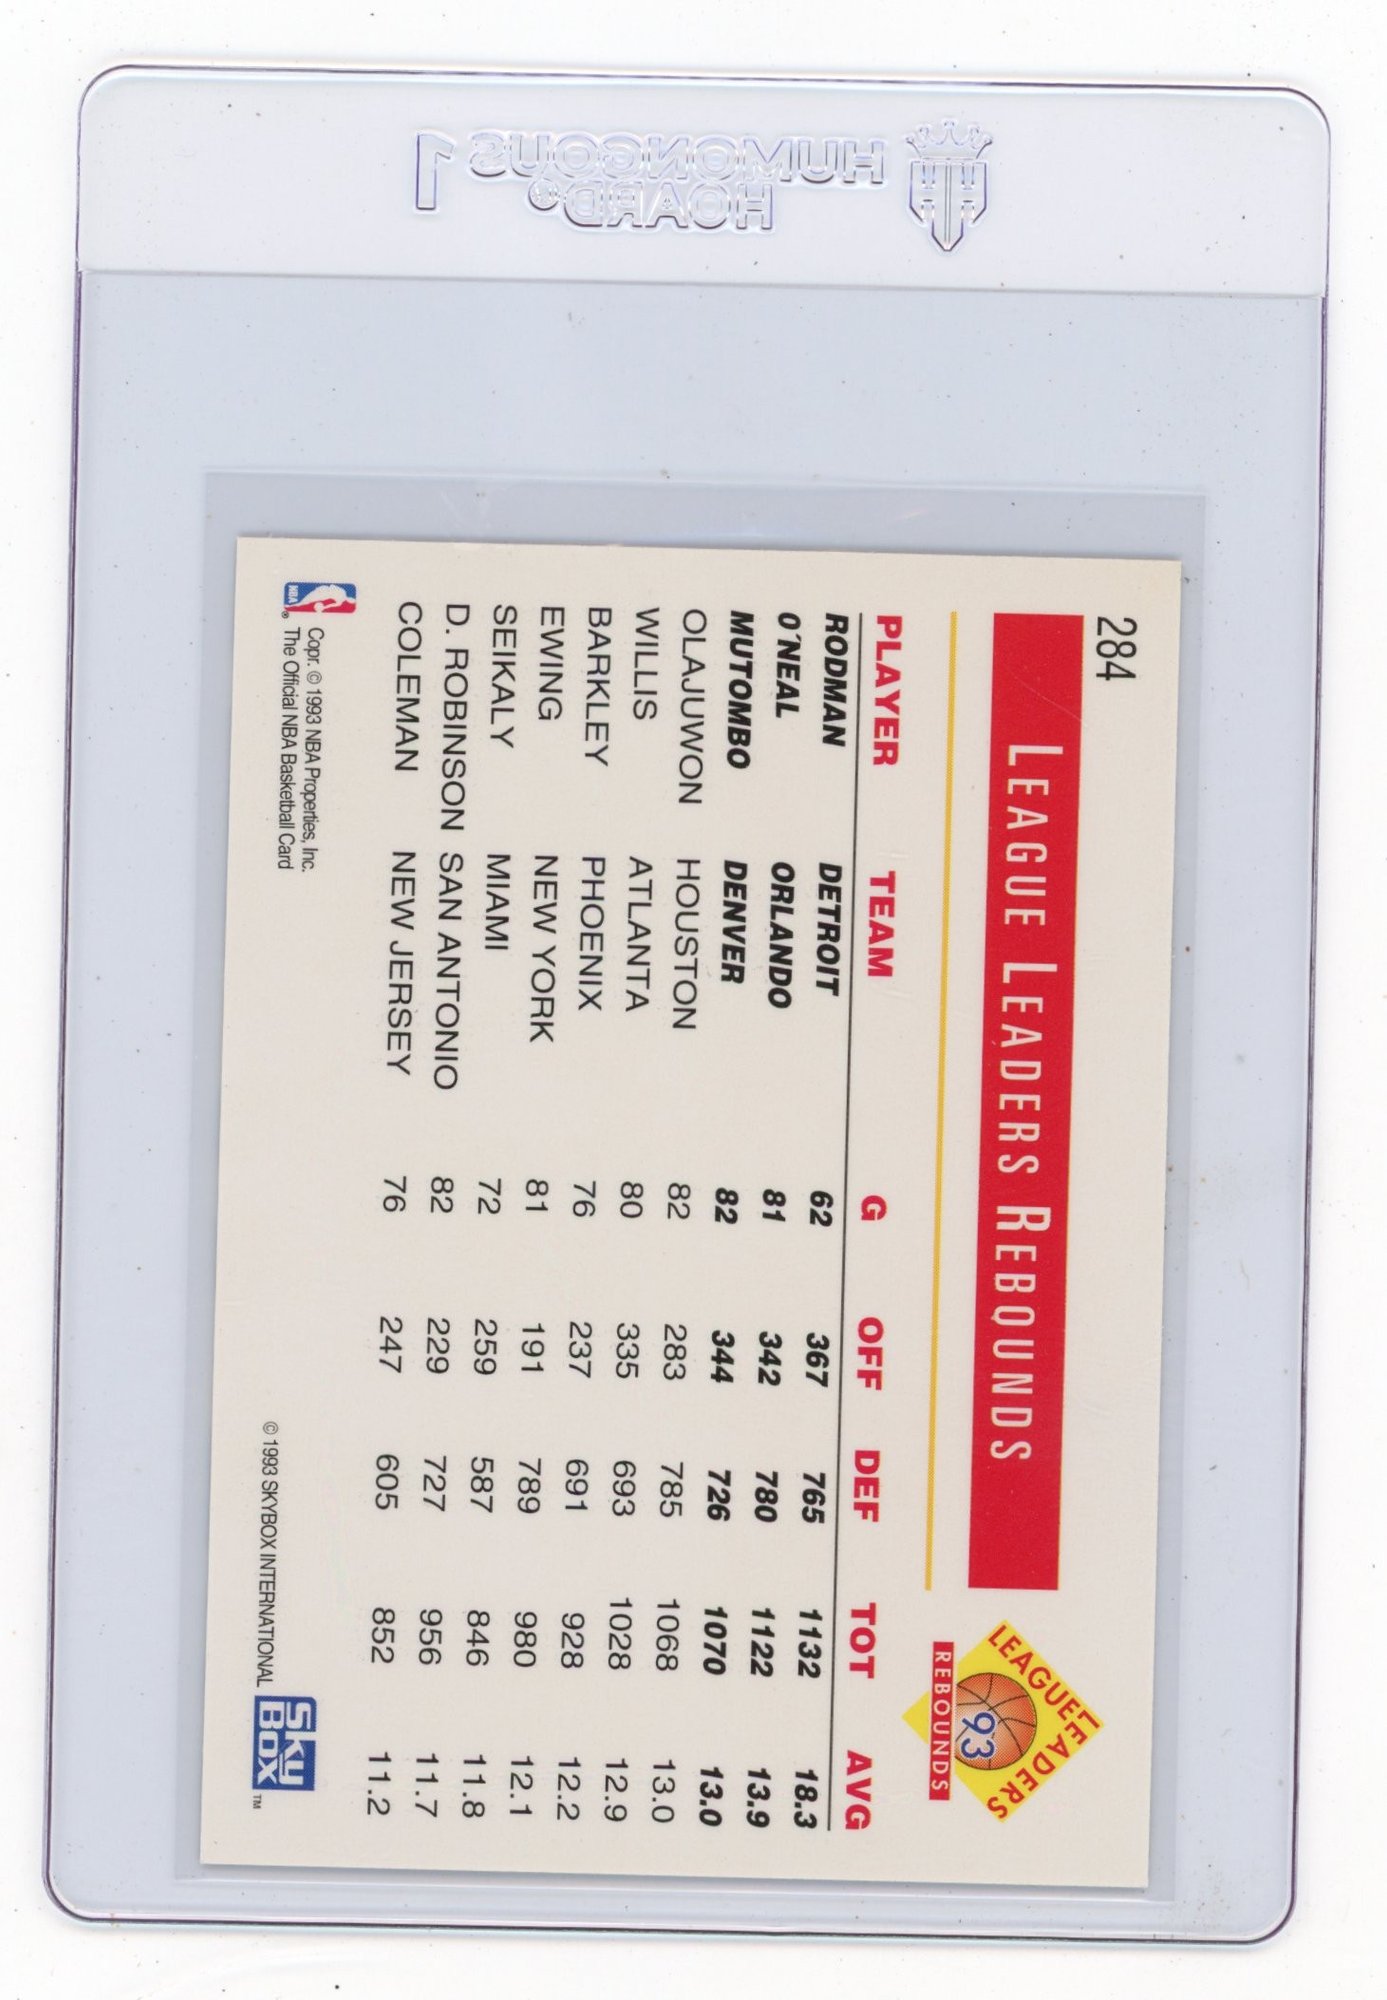 HUMONGOUS 1
HOARD®
284
LEAGUE LEADERS REBOUNDS
LEAGUE LEADERS
93
REBOUNDS
PLAYER TEAM G OFF DEF TOT AVG
RODMAN DETROIT 62 367 765 1132 18.3
O'NEAL ORLANDO 81 342 780 1122 13.9
MUTOMBO DENVER 82 344 726 1070 13.0
OLAJUWON HOUSTON 82 283 785 1068 13.0
WILLIS ATLANTA 80 335 693 1028 12.9
BARKLEY PHOENIX 76 237 691 928 12.2
EWING NEW YORK 81 191 789 980 12.1
SEIKALY MIAMI 72 259 587 846 11.8
D. ROBINSON SAN ANTONIO 82 229 727 956 11.7
COLEMAN NEW JERSEY 76 247 605 852 11.2
NBA®
Copr. © 1993 NBA Properties, Inc.
The Official NBA Basketball Card
© 1993 SKYBOX INTERNATIONAL
SKY
BOX ™